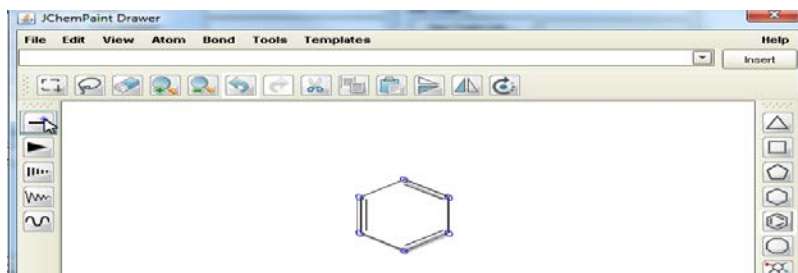 JChemPaint Drawer
File Edit View Atom Bond Tools Templates Help
Insert